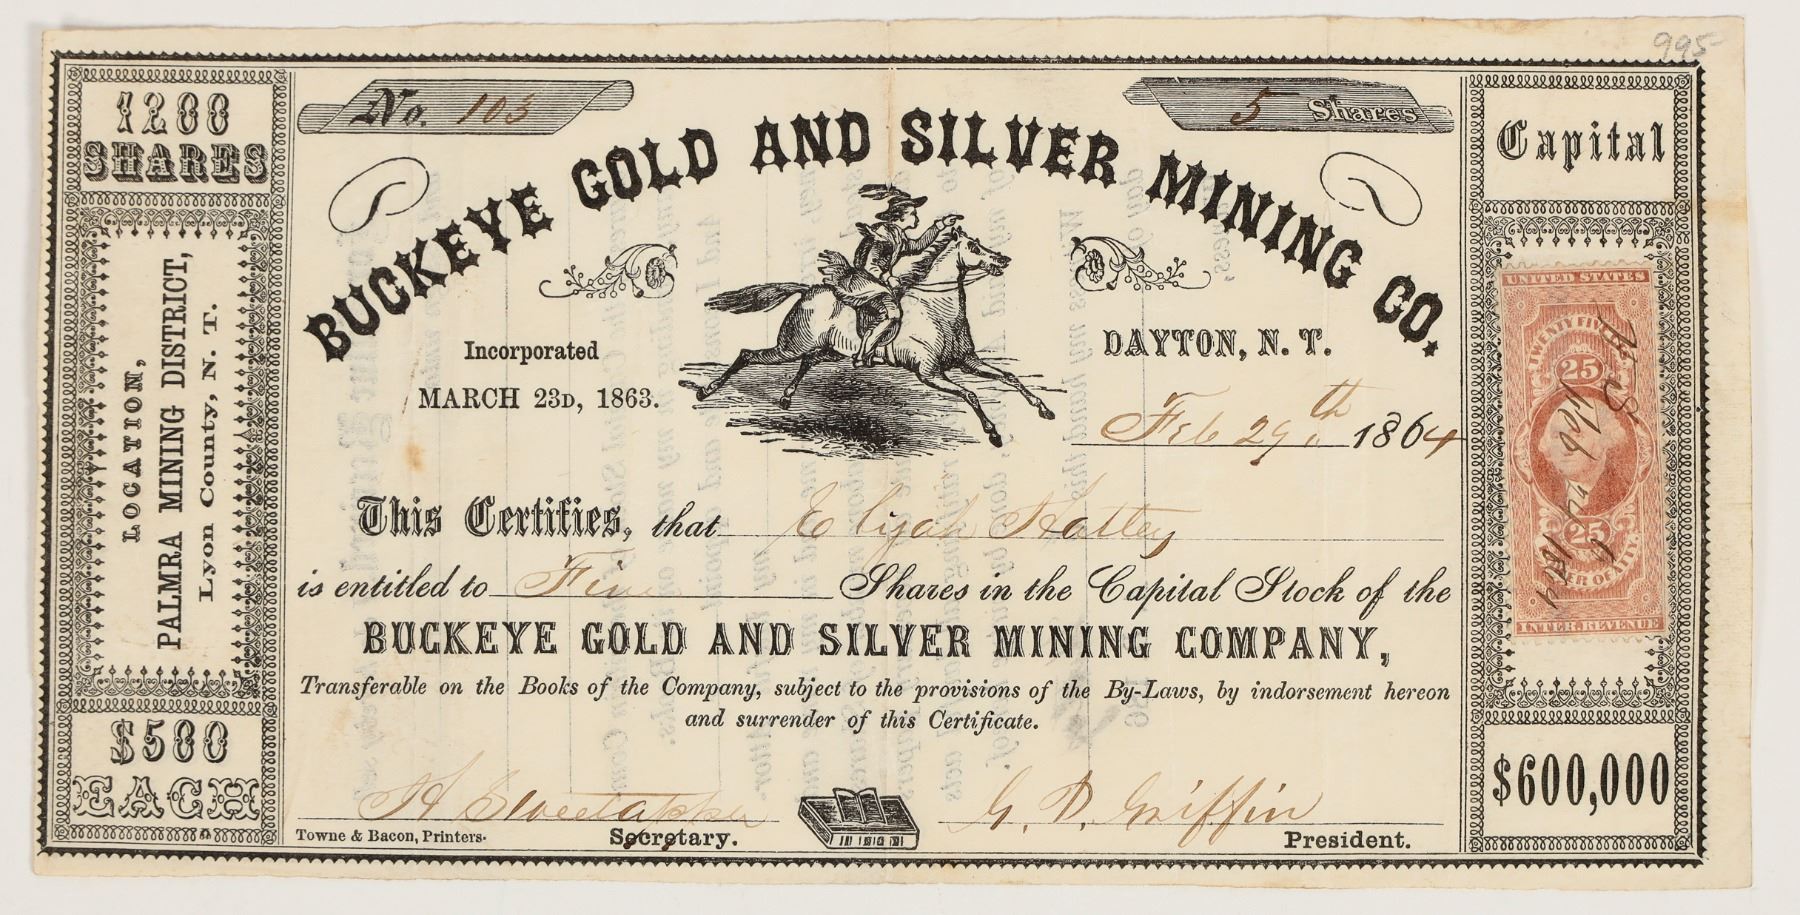 995
1200
SHARES
LOCATION,
PALMRA MINING DISTRICT,
Lyon County, N. T.
$500
EACH
No. 103
5 Shares
BUCKEYE GOLD AND SILVER MINING CO.
Incorporated
MARCH 23D, 1863.
DAYTON, N. T.
Feb 29th 1864
This Certifies, that Elijah
is entitled to Five Shares in the Capital Stock of the
BUCKEYE GOLD AND SILVER MINING COMPANY,
Transferable on the Books of the Company, subject to the provisions of the By-Laws, by indorsement hereon
and surrender of this Certificate.
G. D. Griffin
Towne & Bacon, Printers.
Secretary.
President.
Capital
UNITED STATES
TWENTY FIVE
25
25
INTER. REVENUE
$600,000